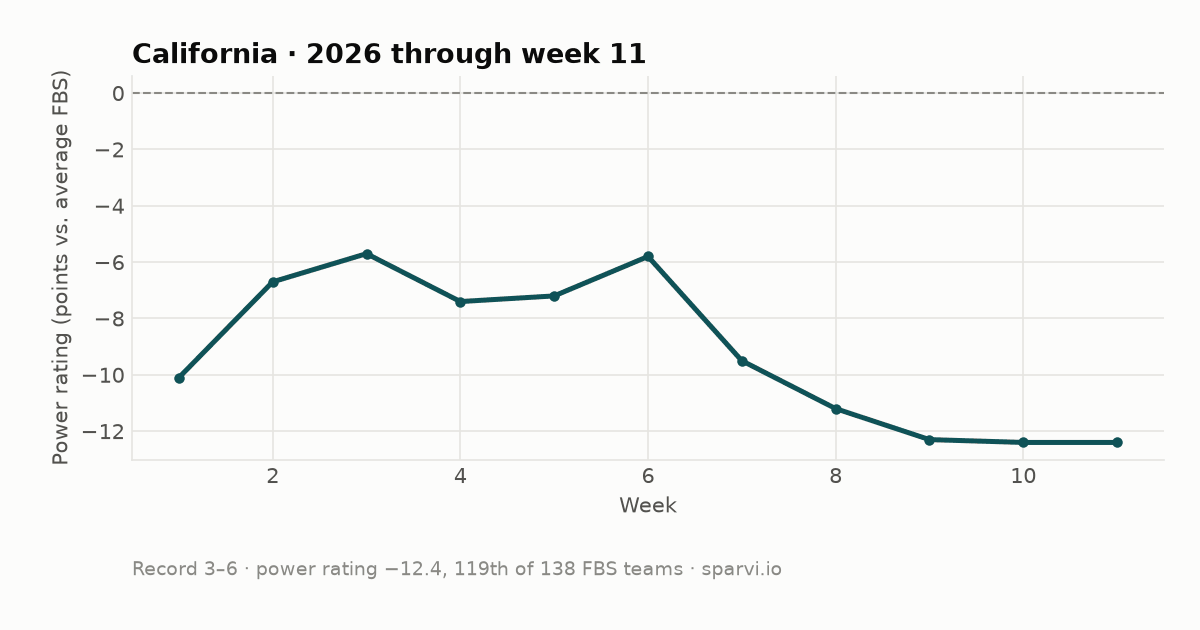 California · 2026 through week 11
Power rating (points vs. average FBS)
0
−2
−4
−6
−8
−10
−12
2 4 6 8 10
Week
Record 3–6 · power rating −12.4, 119th of 138 FBS teams · sparvi.io